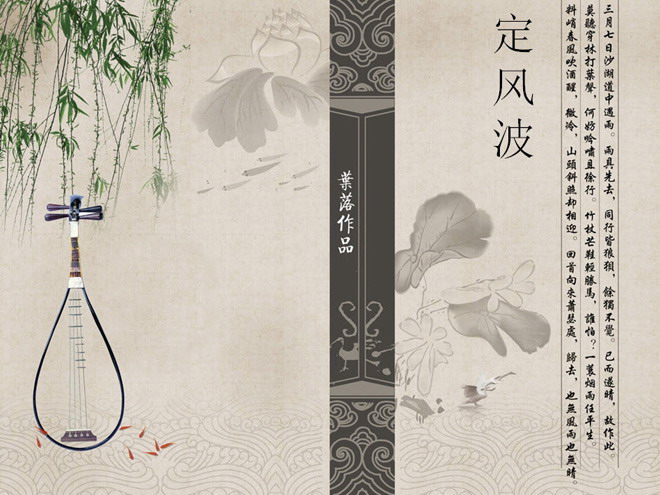 定风波
三月七日沙湖道中遇雨。雨具先去，同行皆狼狽，餘獨不覺。已而遂晴，故作此。
莫聽穿林打葉聲，何妨吟嘯且徐行。竹杖芒鞋輕勝馬，誰怕？一蓑烟雨任平生。
料峭春風吹酒醒，微冷，山頭斜照却相迎。回首向來蕭瑟處，歸去，也無風雨也無晴。
葉落作品